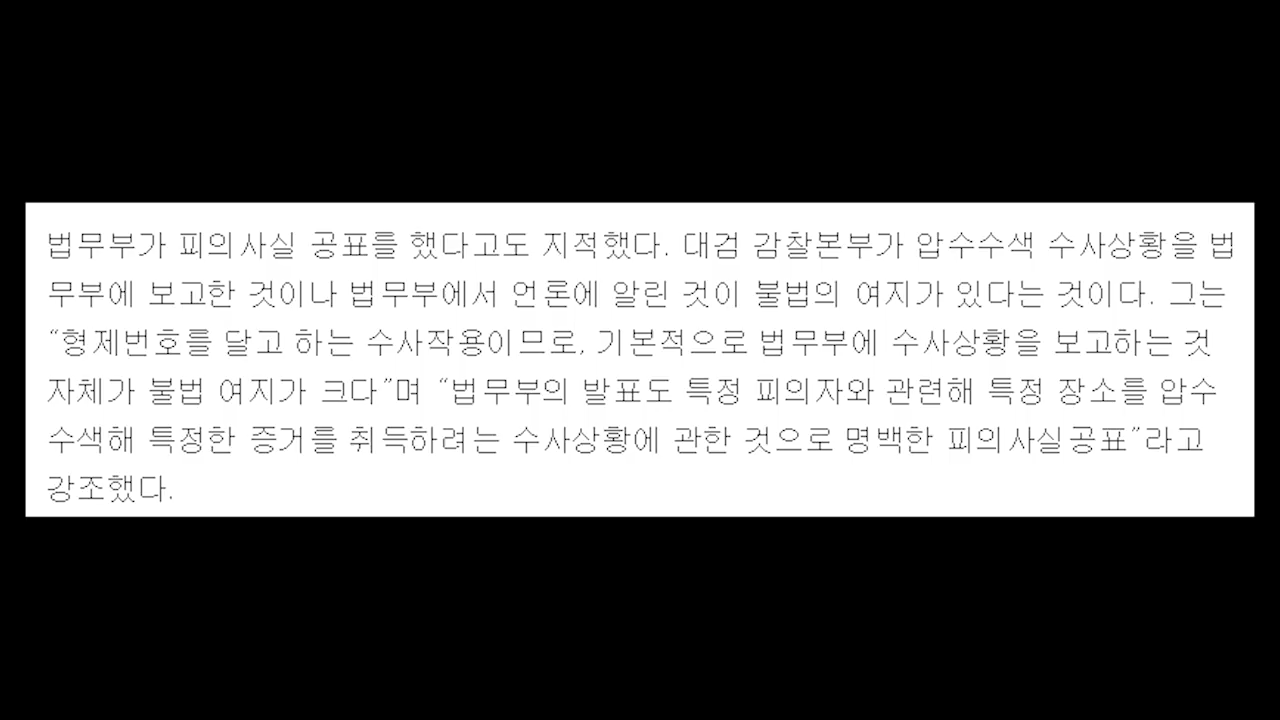 법무부가 피의사실 공표를 했다고도 지적했다. 대검 감찰본부가 압수수색 수사상황을 법
무부에 보고한 것이나 법무부에서 언론에 알린 것이 불법의 여지가 있다는 것이다. 그는
“형제번호를 달고 하는 수사작용이므로, 기본적으로 법무부에 수사상황을 보고하는 것
자체가 불법 여지가 크다”며 “법무부의 발표도 특정 피의자와 관련해 특정 장소를 압수
수색해 특정한 증거를 취득하려는 수사상황에 관한 것으로 명백한 피의사실공표”라고
강조했다.